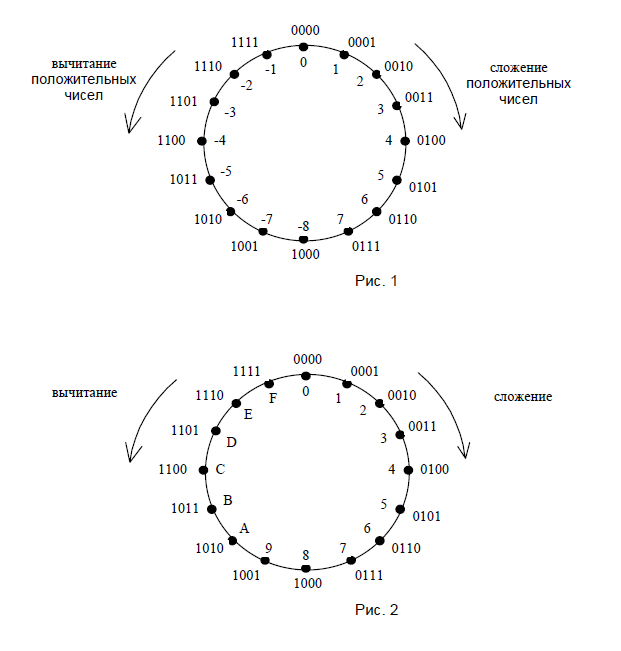 0000
1111 0001
вычитание
положительных
чисел
1110 -1 0 1 0010
сложение
положительных
чисел
-2 2
1101 -3 3 0011
1100 -4 4 0100
1011 -5 5 0101
1010 -6 6 0110
-7 -8 7
1001 1000 0111
Рис. 1
0000
1111 0001
вычитание
1110 F 0 1 0010
сложение
E 2
1101 D 3 0011
1100 C 4 0100
1011 B 5 0101
1010 A 6 0110
9 8 7
1001 1000 0111
Рис. 2